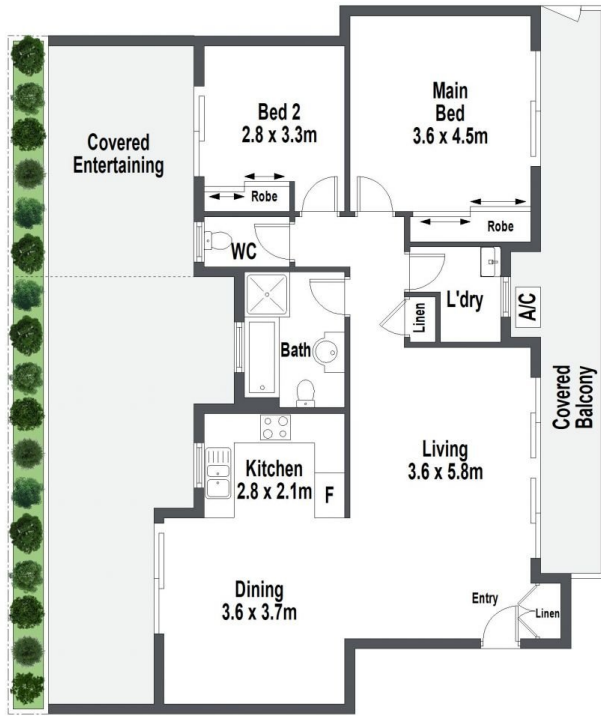 Main
Bed
3.6 x 4.5m
Bed 2
2.8 x 3.3m
Covered
Entertaining
Robe
Robe
WC
L'dry
A/C
Linen
Bath
Covered
Balcony
Living
3.6 x 5.8m
Kitchen
2.8 x 2.1m
F
Dining
3.6 x 3.7m
Entry
Linen